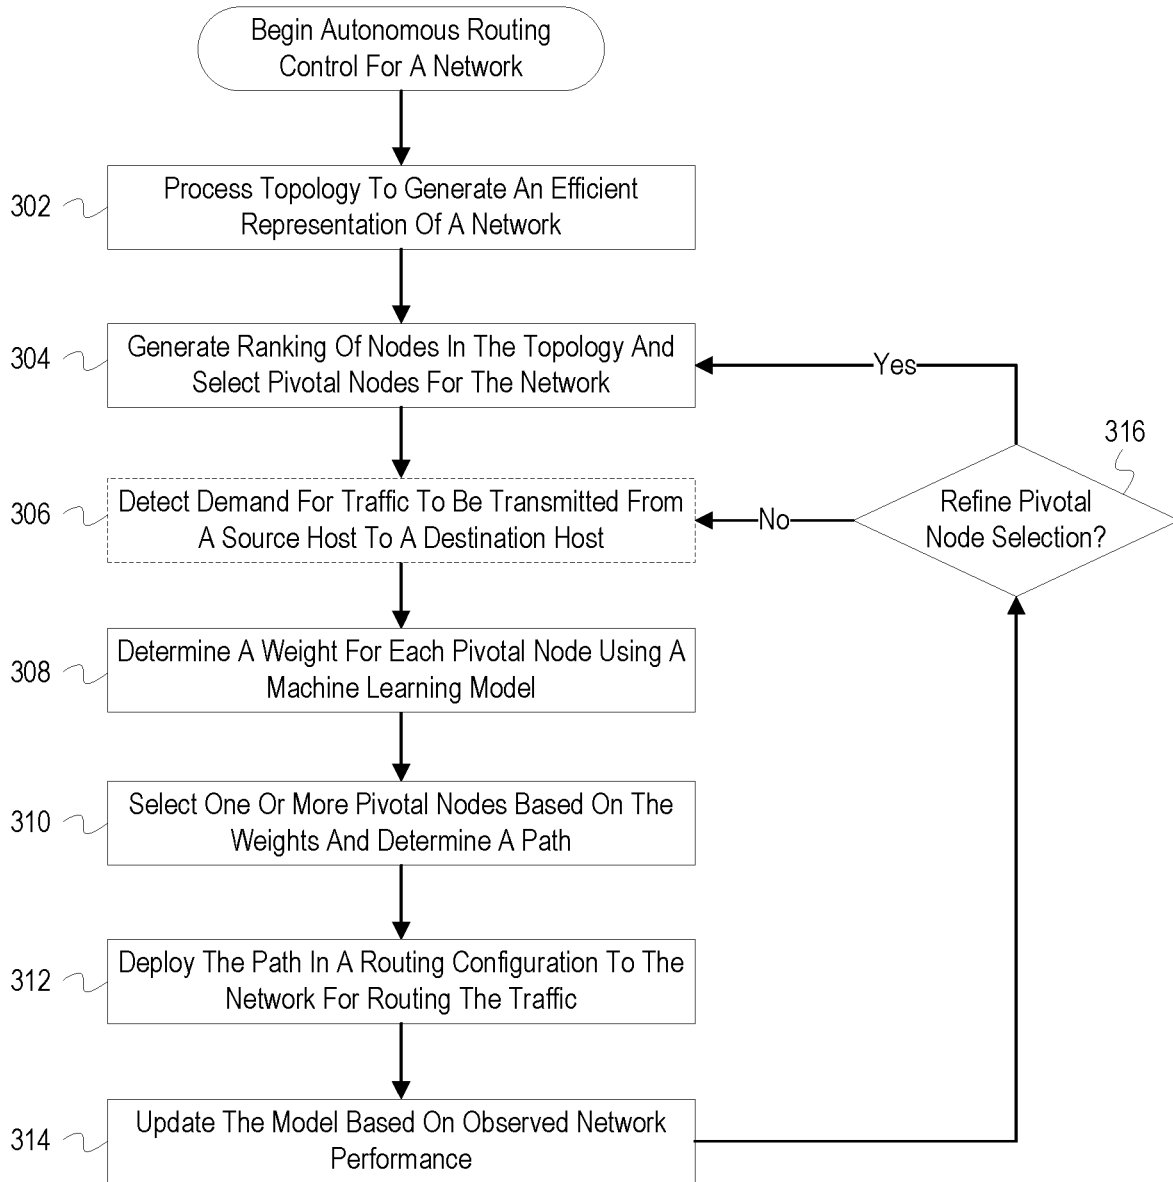 Begin Autonomous Routing
Control For A Network
302
Process Topology To Generate An Efficient
Representation Of A Network
304
Generate Ranking Of Nodes In The Topology And
Select Pivotal Nodes For The Network
Yes
316
306
Detect Demand For Traffic To Be Transmitted From
A Source Host To A Destination Host
No
Refine Pivotal
Node Selection?
308
Determine A Weight For Each Pivotal Node Using A
Machine Learning Model
310
Select One Or More Pivotal Nodes Based On The
Weights And Determine A Path
312
Deploy The Path In A Routing Configuration To The
Network For Routing The Traffic
314
Update The Model Based On Observed Network
Performance